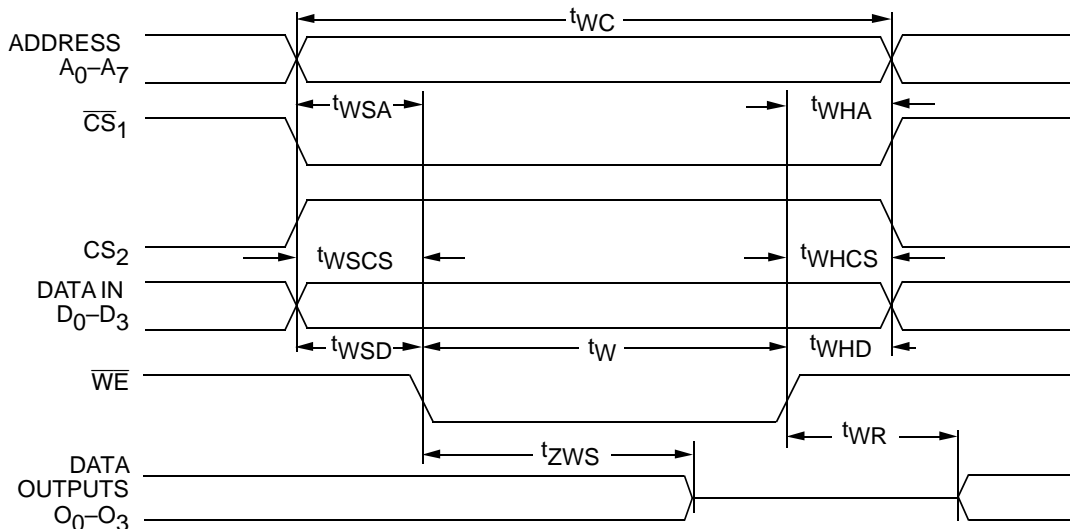 tWC
ADDRESS
A0–A7
tWSA
tWHA
CS1
CS2
tWSCS
tWHCS
DATA IN
D0–D3
tWSD
tW
tWHD
WE
tWR
tZWS
DATA
OUTPUTS
O0–O3